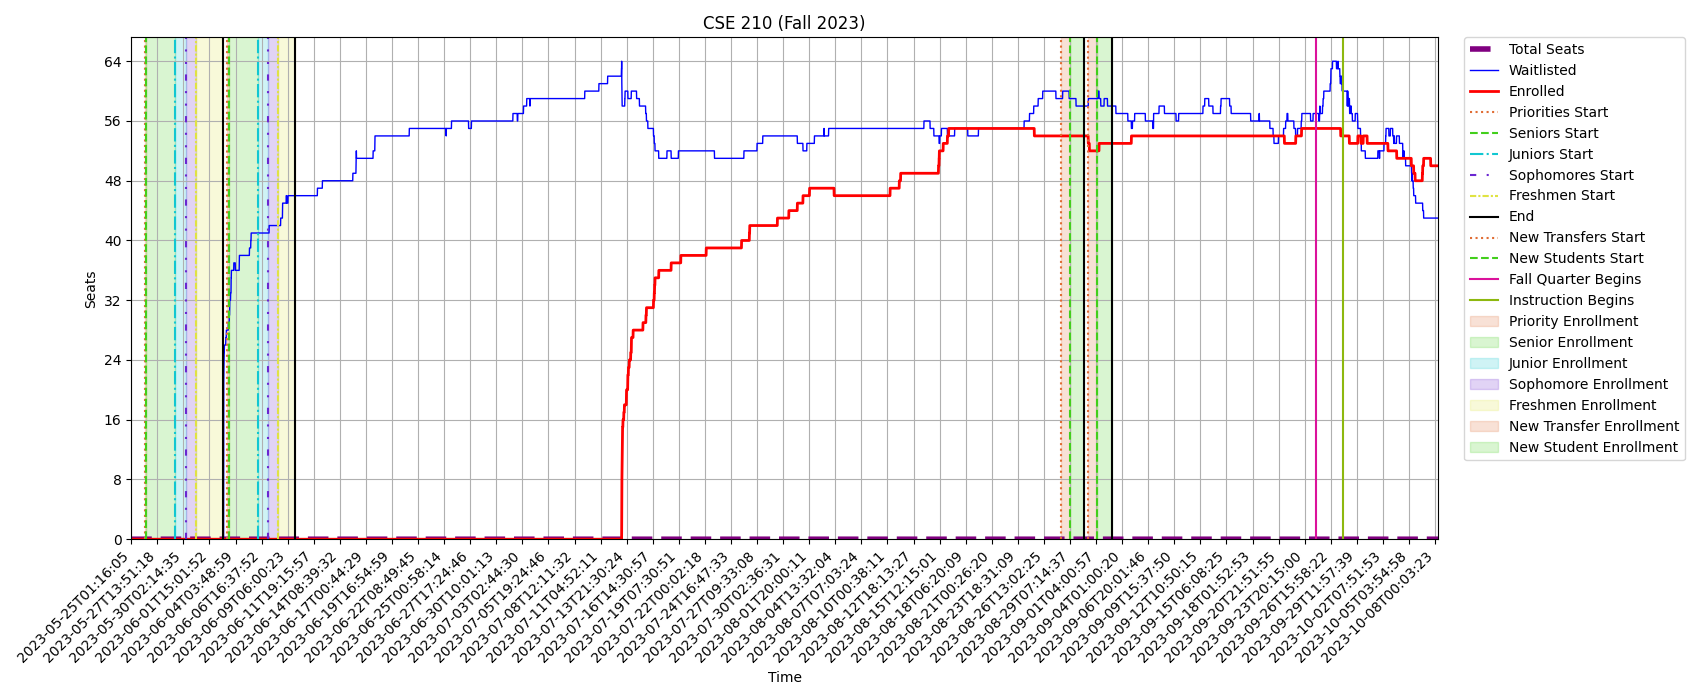 CSE 210 (Fall 2023)
Seats
64
56
48
40
32
24
16
8
0
2023-05-25T01:16:05
2023-05-27T13:51:18
2023-05-30T02:14:35
2023-06-01T15:01:52
2023-06-04T03:48:59
2023-06-06T16:37:52
2023-06-09T06:00:23
2023-06-11T19:15:57
2023-06-14T08:39:32
2023-06-17T00:44:29
2023-06-19T16:54:59
2023-06-22T08:49:45
2023-06-25T00:58:14
2023-06-27T17:24:46
2023-06-30T10:01:13
2023-07-03T02:44:30
2023-07-05T19:24:46
2023-07-08T12:11:32
2023-07-11T04:52:11
2023-07-13T21:30:24
2023-07-16T14:30:57
2023-07-19T07:30:51
2023-07-22T00:02:18
2023-07-24T16:47:33
2023-07-27T09:33:08
2023-07-30T02:36:31
2023-08-01T20:00:11
2023-08-04T13:32:04
2023-08-07T07:03:24
2023-08-10T00:38:11
2023-08-12T18:13:27
2023-08-15T12:15:01
2023-08-18T06:20:09
2023-08-21T00:26:20
2023-08-23T18:31:09
2023-08-26T13:02:25
2023-08-29T07:14:37
2023-09-01T04:00:57
2023-09-04T01:00:20
2023-09-06T20:01:46
2023-09-09T15:37:50
2023-09-12T10:50:15
2023-09-15T06:08:25
2023-09-18T01:52:53
2023-09-20T21:51:55
2023-09-23T20:15:00
2023-09-26T15:58:22
2023-09-29T11:57:39
2023-10-02T07:51:53
2023-10-05T03:54:58
2023-10-08T00:03:23
Time
Total Seats
Waitlisted
Enrolled
Priorities Start
Seniors Start
Juniors Start
Sophomores Start
Freshmen Start
End
New Transfers Start
New Students Start
Fall Quarter Begins
Instruction Begins
Priority Enrollment
Senior Enrollment
Junior Enrollment
Sophomore Enrollment
Freshmen Enrollment
New Transfer Enrollment
New Student Enrollment